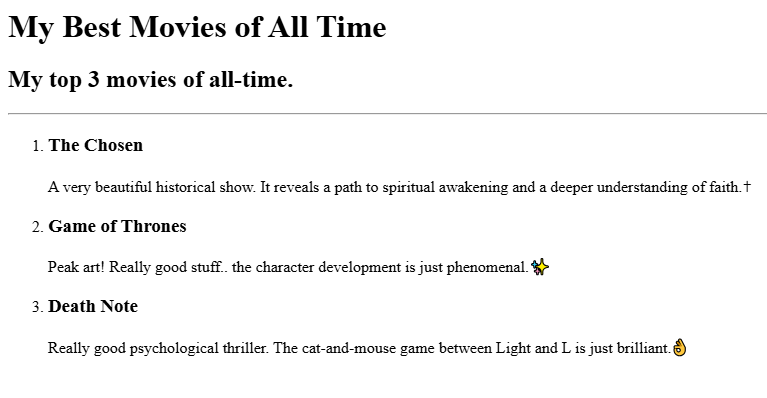 My Best Movies of All Time
My top 3 movies of all-time.
1. The Chosen
A very beautiful historical show. It reveals a path to spiritual awakening and a deeper understanding of faith.✝
2. Game of Thrones
Peak art! Really good stuff.. the character development is just phenomenal.✨
3. Death Note
Really good psychological thriller. The cat-and-mouse game between Light and L is just brilliant.👌